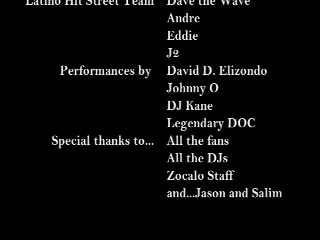 Latino Hit Street Team Dave the Wave
Andre
Eddie
J2
Performances by David D. Elizondo
Johnny O
DJ Kane
Legendary DOC
Special thanks to... All the fans
All the DJs
Zocalo Staff
and...Jason and Salim